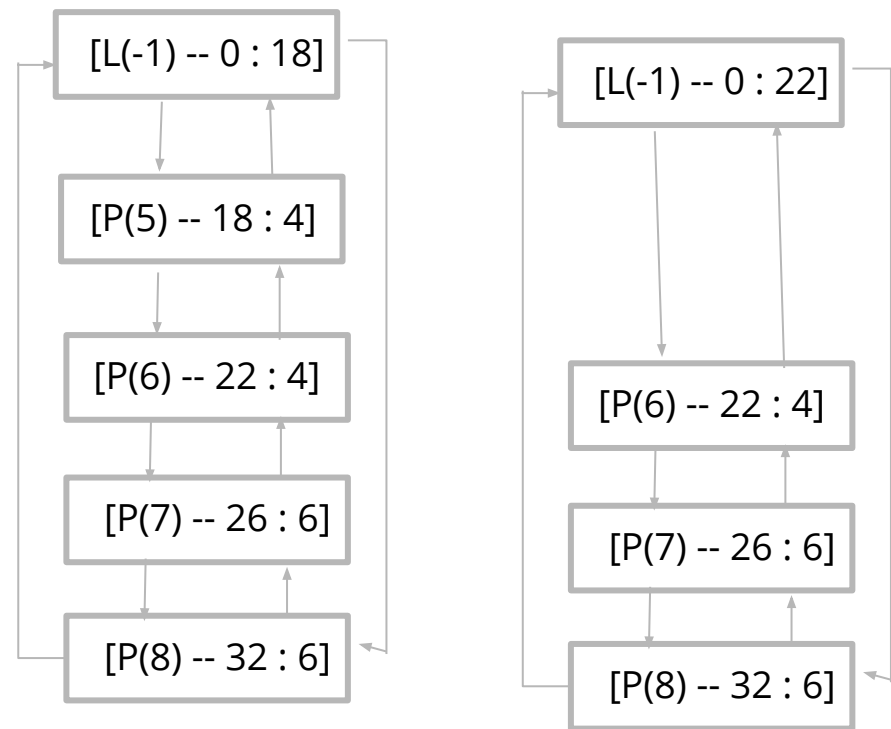 [L(-1) -- 0 : 18]
[P(5) -- 18 : 4]
[P(6) -- 22 : 4]
[P(7) -- 26 : 6]
[P(8) -- 32 : 6]
[L(-1) -- 0 : 22]
[P(6) -- 22 : 4]
[P(7) -- 26 : 6]
[P(8) -- 32 : 6]